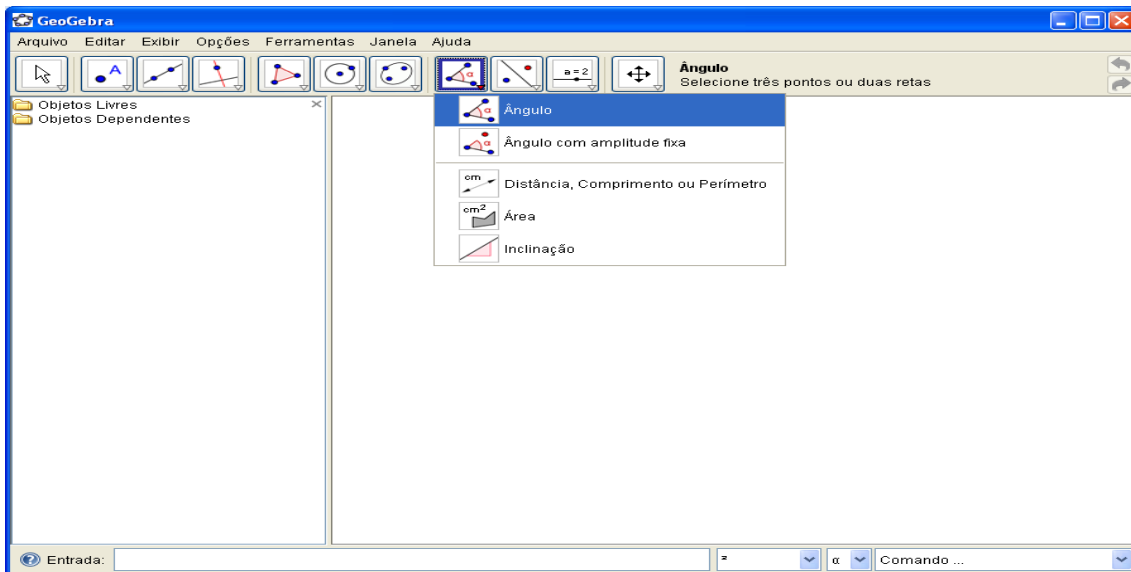 GeoGebra
Arquivo Editar Exibir Opções Ferramentas Janela Ajuda
A α a=2 Ângulo
Selecione três pontos ou duas retas
Objetos Livres
Objetos Dependentes
α Ângulo
α Ângulo com amplitude fixa
cm Distância, Comprimento ou Perímetro
cm² Área
Inclinação
Entrada: ² α Comando ...